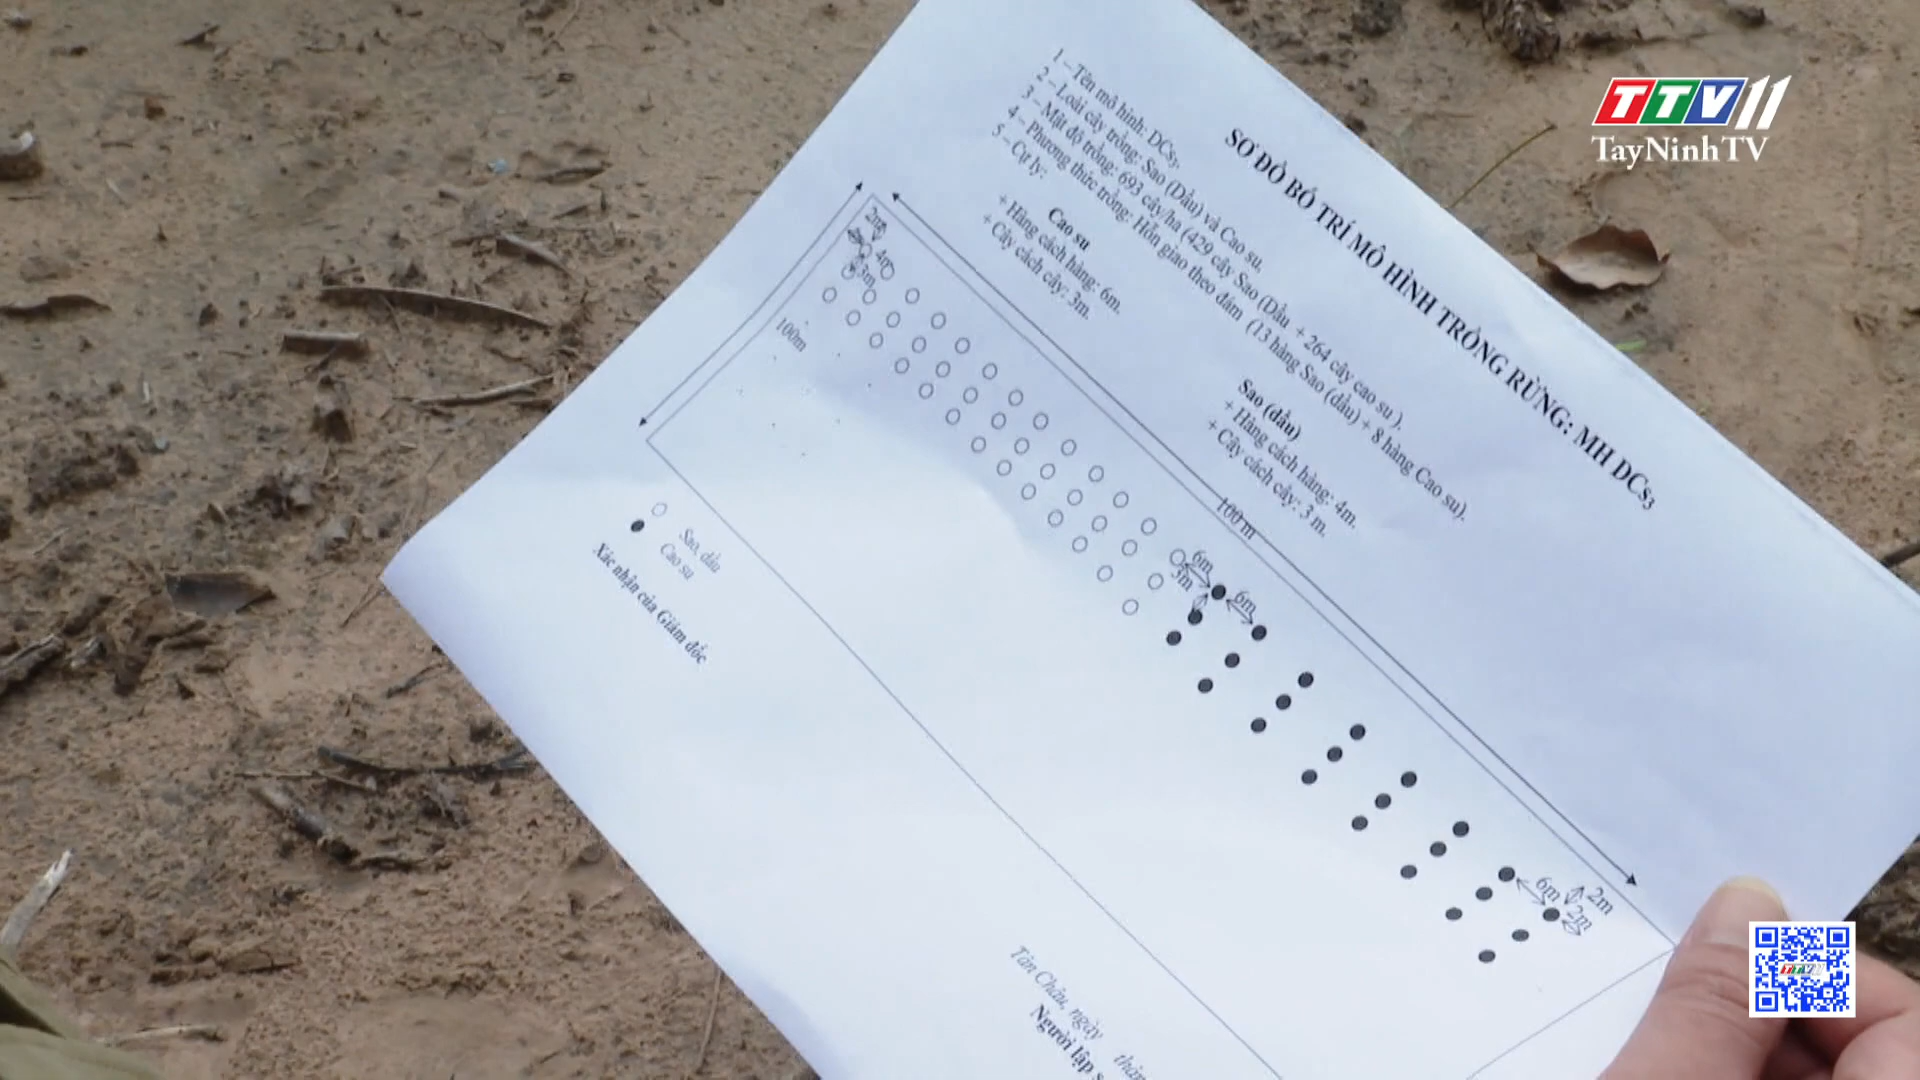 TTV11
TayNinhTV
SƠ ĐỒ BỐ TRÍ MÔ HÌNH TRỒNG RỪNG: MH DCs3
1 – Tên mô hình: DCs3.
2 – Loài cây trồng: Sao (Dầu) và Cao su.
3 – Mật độ trồng: 693 cây/ha (429 cây Sao (Dầu + 264 cây cao su ).
4 – Phương thức trồng: Hỗn giao theo đám (13 hàng Sao (dầu) + 8 hàng Cao su).
5 – Cự ly:
Cao su
+ Hàng cách hàng: 6m.
+ Cây cách cây: 3m.
Sao (dầu)
+ Hàng cách hàng: 4m.
+ Cây cách cây: 3 m.
2m
4m
3m
100m
100 m
6m
3m
6m
6m
2m
2m
Sao, dầu
Cao su
Xác nhận của Giám đốc
Tân Châu, ngày
Người lập s